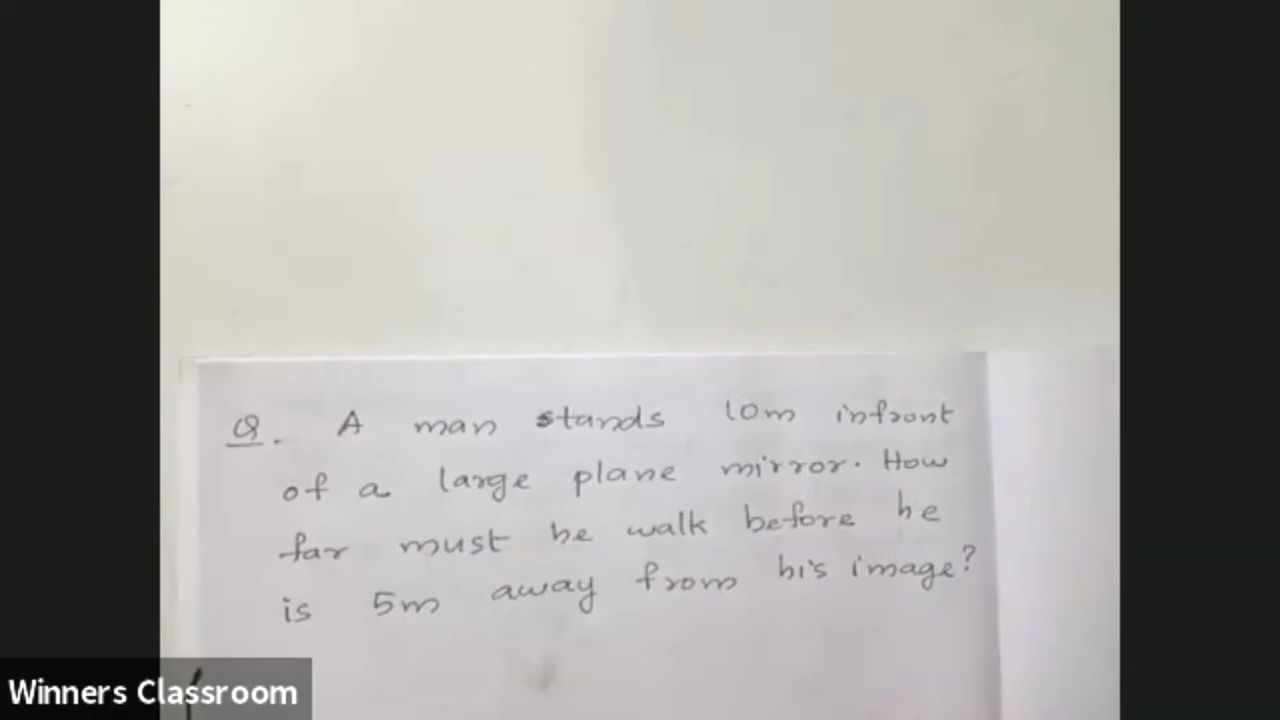 Q. A man stands 10m infront
of a large plane mirror. How
far must he walk before he
is 5m away from his image?
Winners Classroom